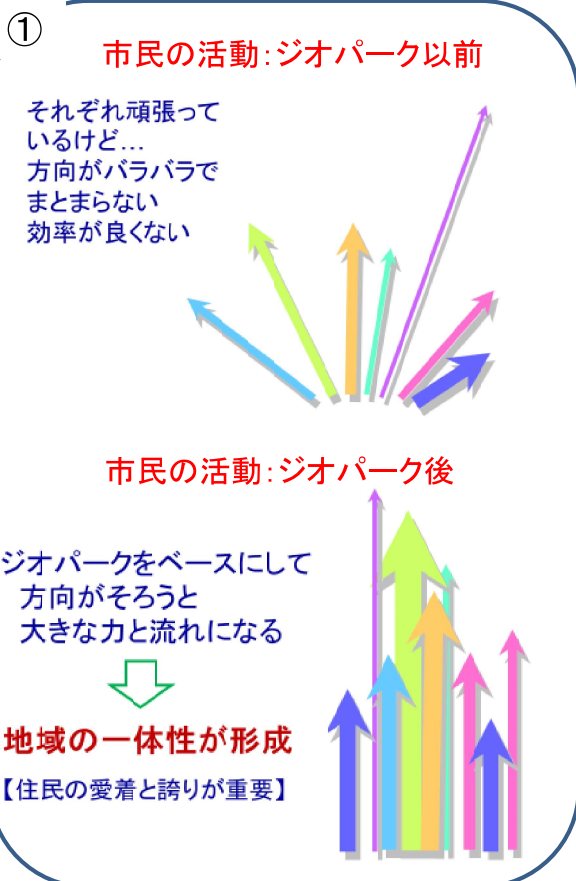 ①
市民の活動:ジオパーク以前
それぞれ頑張って
いるけど…
方向がバラバラで
まとまらない
効率が良くない
市民の活動:ジオパーク後
ジオパークをベースにして
方向がそろうと
大きな力と流れになる
地域の一体性が形成
【住民の愛着と誇りが重要】